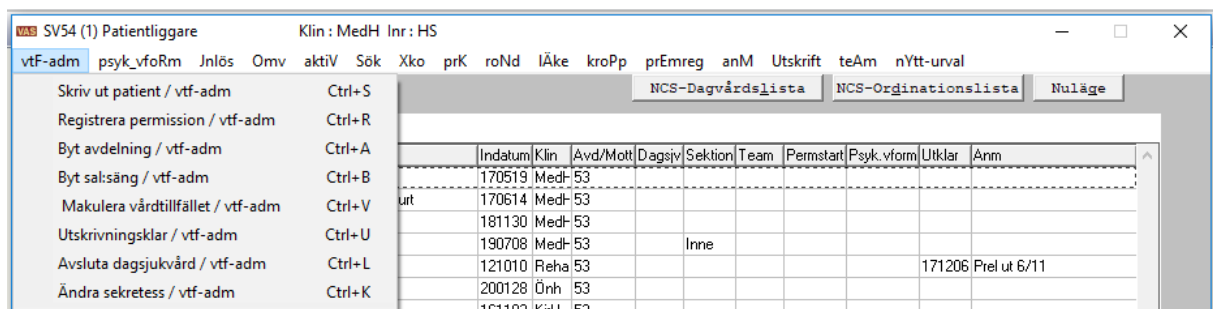 VAS SV54 (1) Patientliggare Klin : MedH Inr : HS
vtF-adm psyk_vfoRm Jnlös Omv aktiV Sök Xko prK roNd lÄke kroPp prEmreg anM Utskrift teAm nYtt-urval
NCS-Dagvårdslista NCS-Ordinationslista Nuläge
Skriv ut patient / vtf-adm Ctrl+S
Registrera permission / vtf-adm Ctrl+R
Byt avdelning / vtf-adm Ctrl+A
Byt sal:säng / vtf-adm Ctrl+B
Makulera vårdtillfället / vtf-adm Ctrl+V
Utskrivningsklar / vtf-adm Ctrl+U
Avsluta dagsjukvård / vtf-adm Ctrl+L
Ändra sekretess / vtf-adm Ctrl+K
Indatum Klin Avd/Mott Dagsjv Sektion Team Permstart Psyk.vform Utklar Anm
170519 MedH 53
urt 170614 MedH 53
181130 MedH 53
190708 MedH 53 Inne
121010 Reha 53 171206 Prel ut 6/11
200128 Önh 53